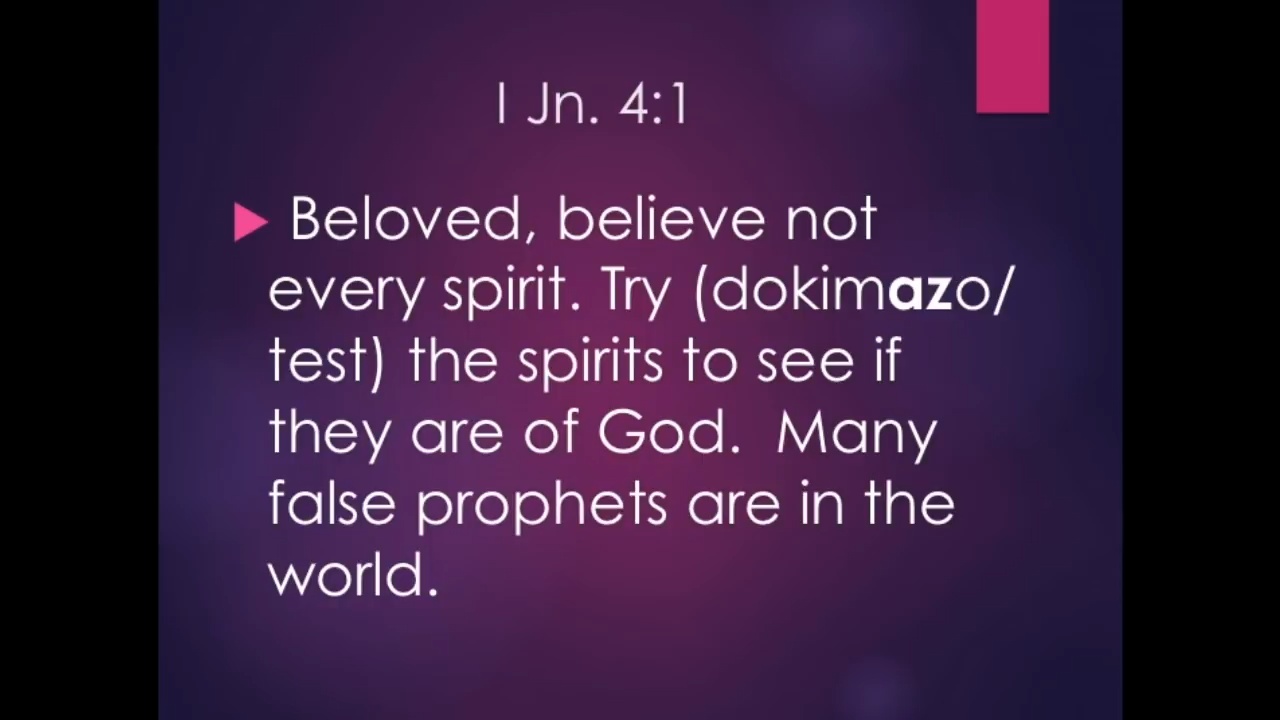 I Jn. 4:1
Beloved, believe not
every spirit. Try (dokimazo/
test) the spirits to see if
they are of God.  Many
false prophets are in the
world.